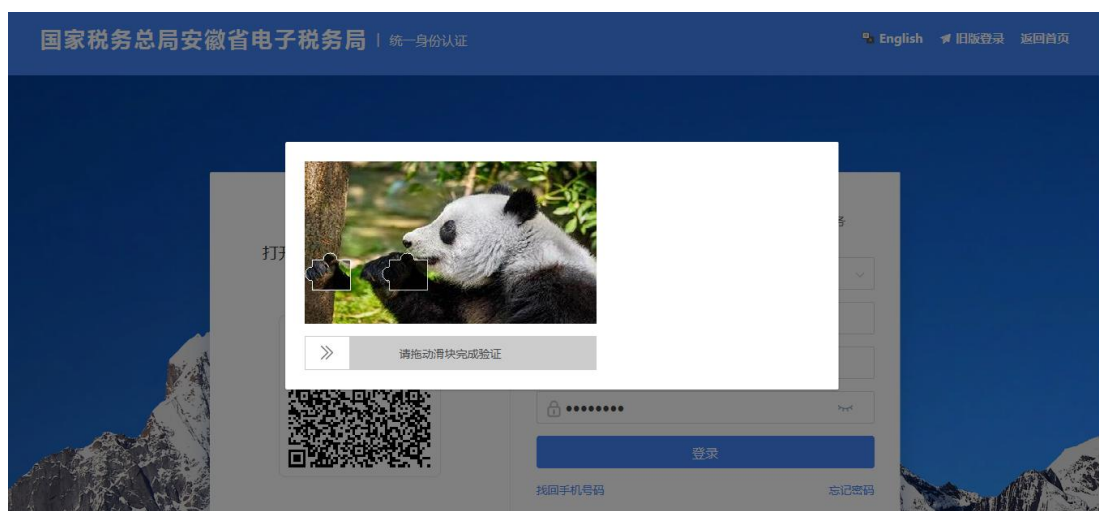 国家税务总局安徽省电子税务局 | 统一身份认证
English 旧版登录 返回首页
打开
务
请拖动滑块完成验证
••••••••
登录
找回手机号码 忘记密码